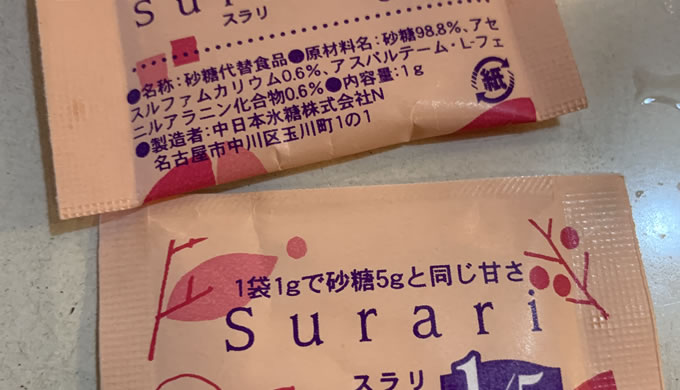 sur
スラリ
●名称：砂糖代替食品●原材料名：砂糖98.8%、アセ
スルファムカリウム0.6%、アスパルテーム・L-フェ
ニルアラニン化合物0.6%●内容量：1g
●製造者：中日本氷糖株式会社N
名古屋市中川区玉川町1の1
紙
1袋1gで砂糖5gと同じ甘さ
Surari
スラリ
1/5